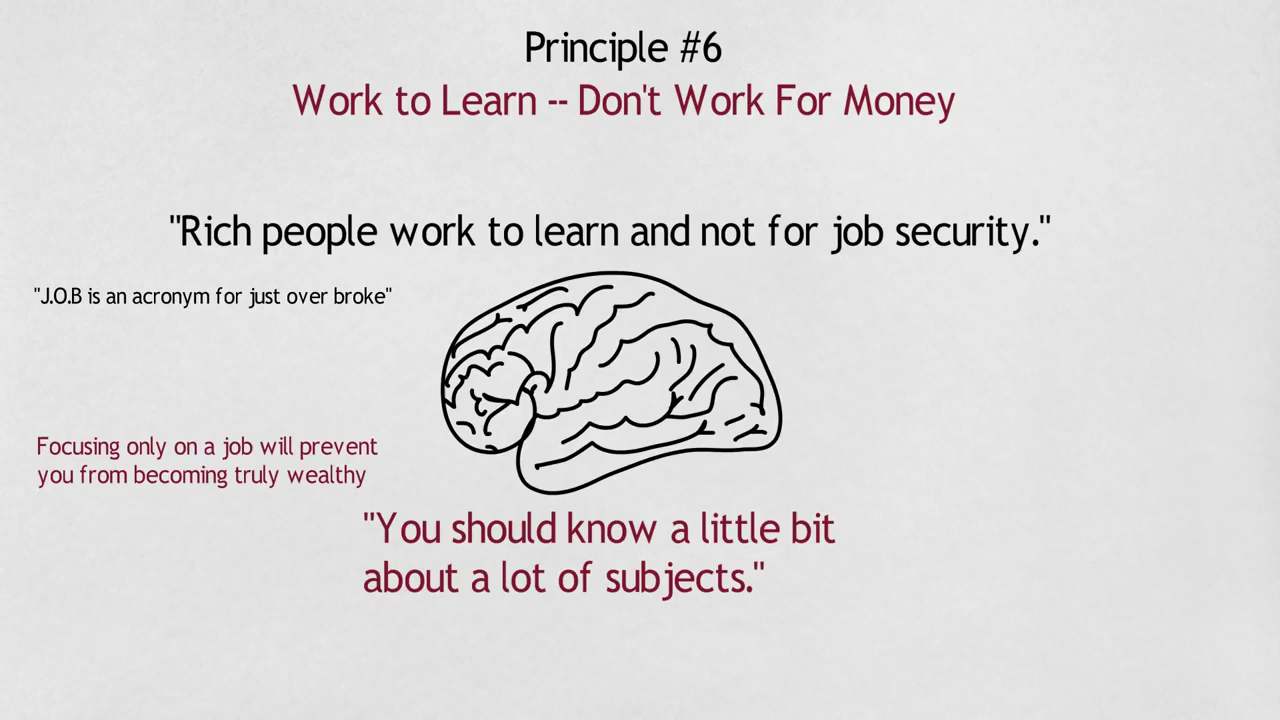 Principle #6
Work to Learn -- Don't Work For Money
"Rich people work to learn and not for job security."
"J.O.B is an acronym for just over broke"
Focusing only on a job will prevent
you from becoming truly wealthy
"You should know a little bit
about a lot of subjects."